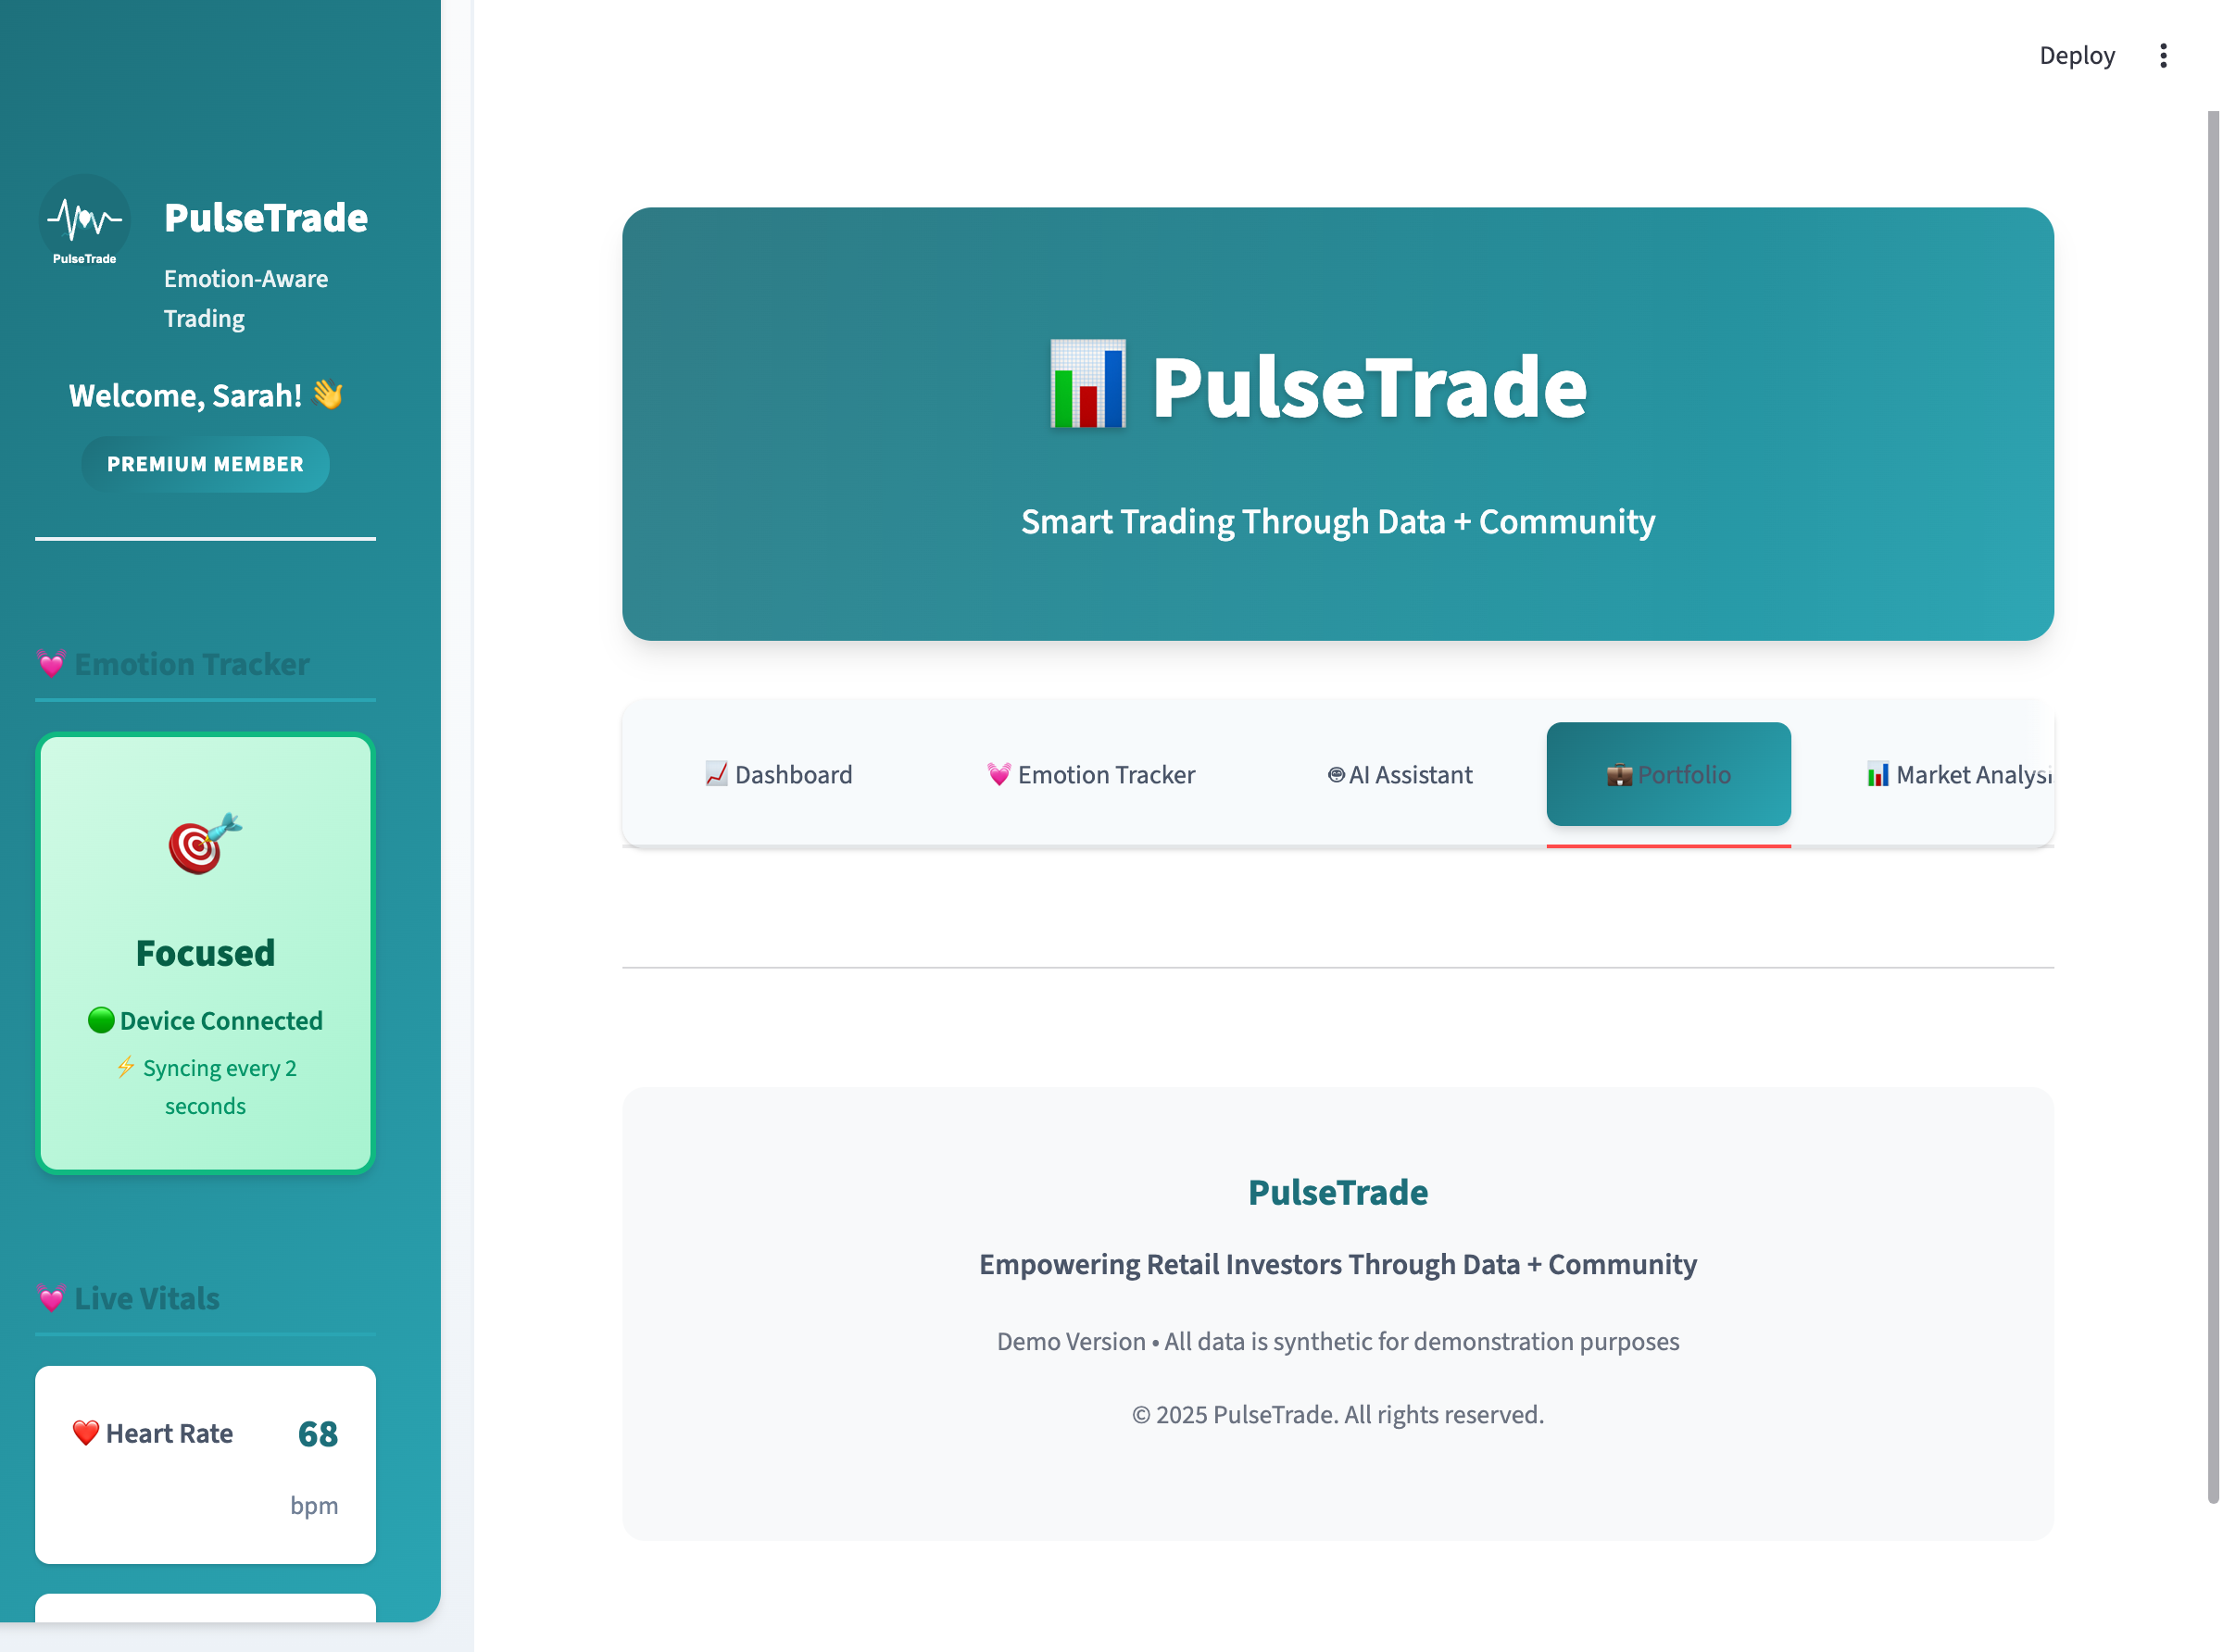 Deploy
PulseTrade
PulseTrade
Emotion-Aware
Trading
Welcome, Sarah! 👋
PREMIUM MEMBER
💓 Emotion Tracker
🎯
Focused
🟢 Device Connected
⚡ Syncing every 2
seconds
💓 Live Vitals
❤️ Heart Rate 68
bpm
📊 PulseTrade
Smart Trading Through Data + Community
📈 Dashboard
💓 Emotion Tracker
AI Assistant
💼 Portfolio
📊 Market Analysi
PulseTrade
Empowering Retail Investors Through Data + Community
Demo Version • All data is synthetic for demonstration purposes
© 2025 PulseTrade. All rights reserved.